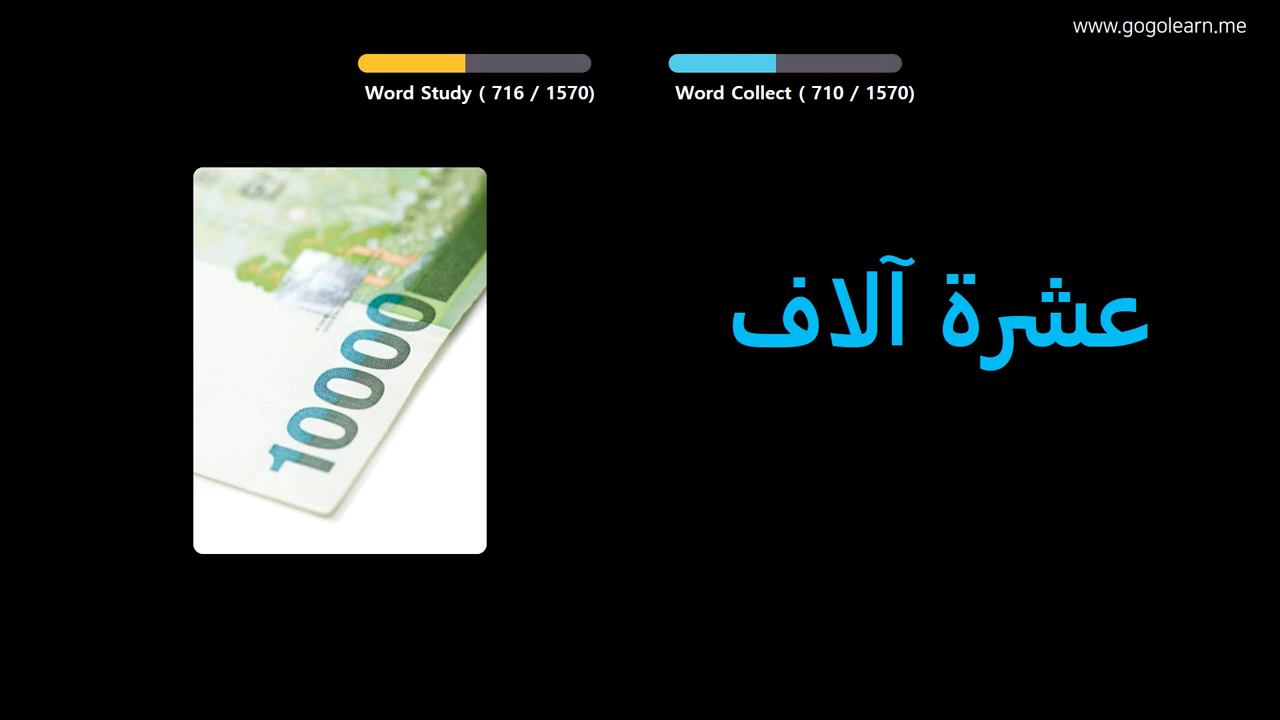 www.gogolearn.me
Word Study ( 716 / 1570)
Word Collect ( 710 / 1570)
10000
عشرة آلاف